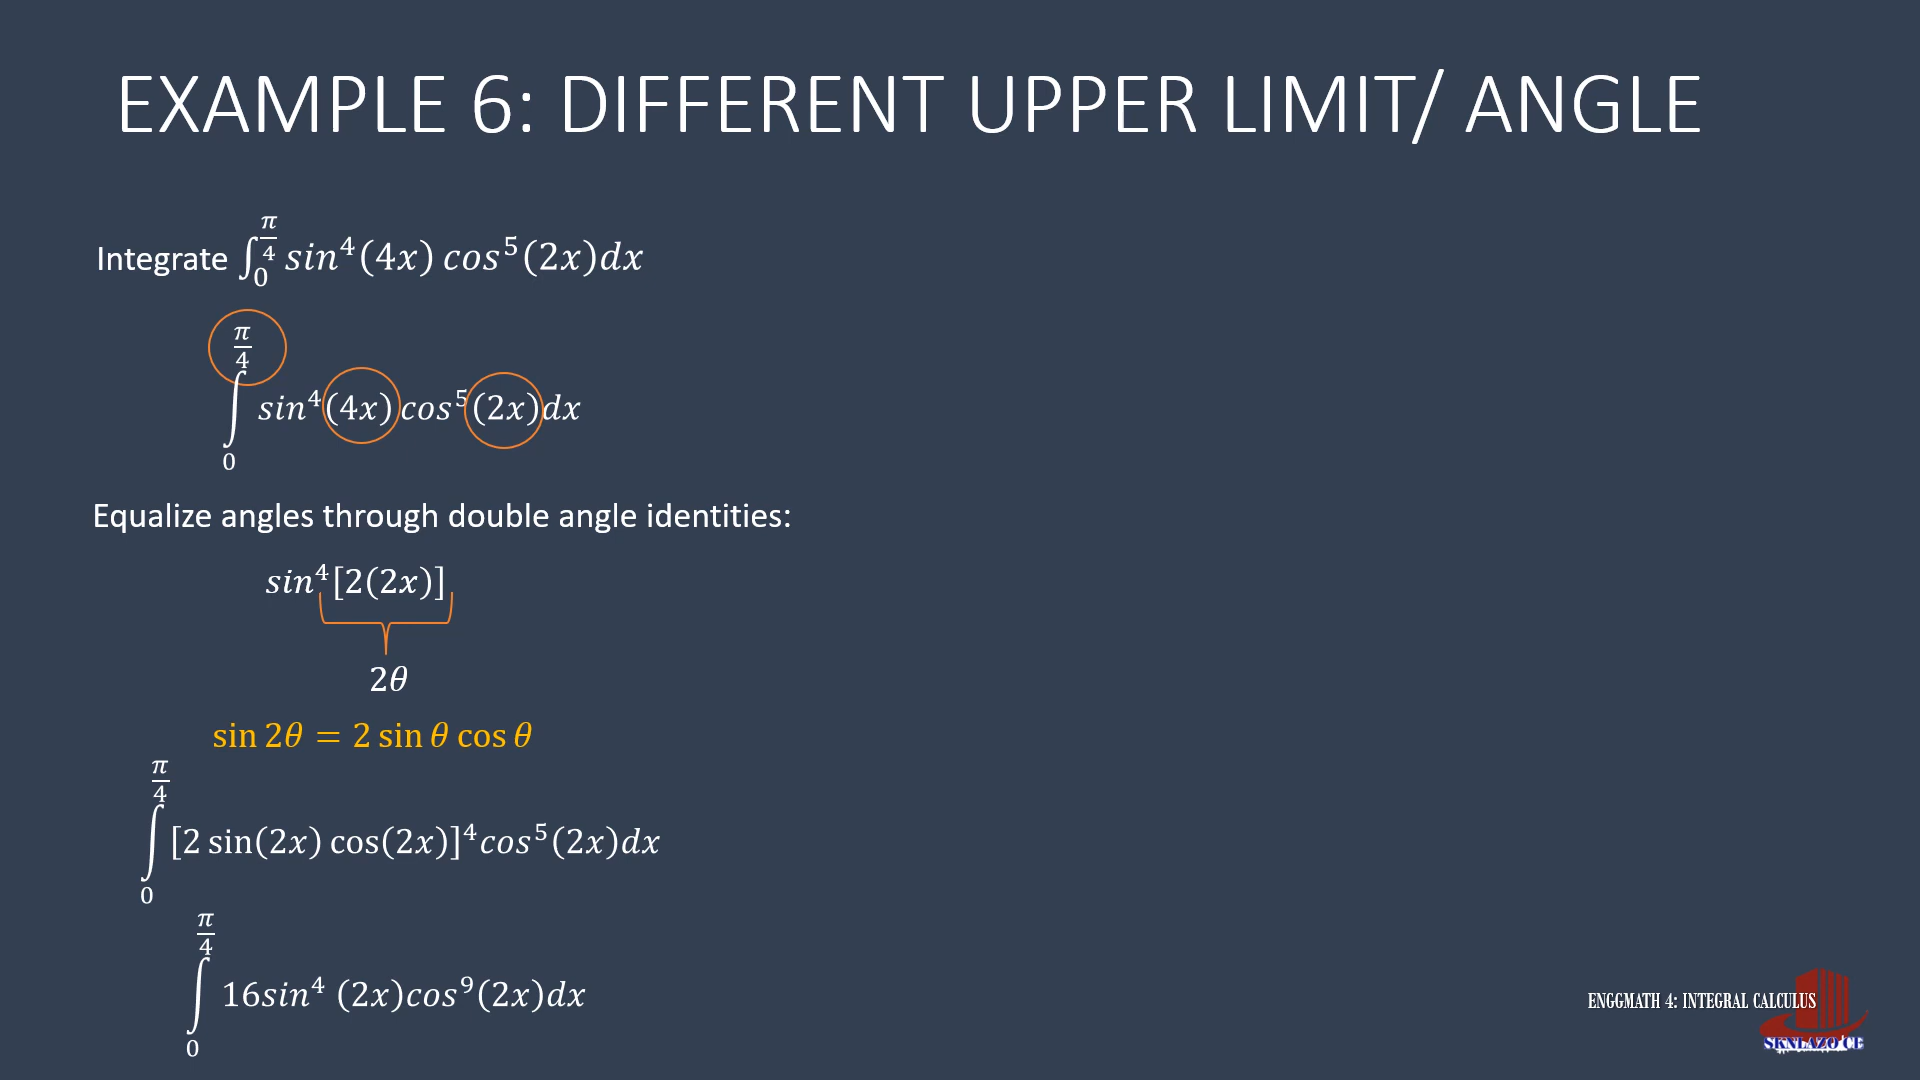 EXAMPLE 6: DIFFERENT UPPER LIMIT/ ANGLE
Integrate ∫₀^(π/4) sin⁴(4x) cos⁵(2x)dx
∫₀^(π/4) sin⁴(4x)cos⁵(2x)dx
Equalize angles through double angle identities:
sin⁴[2(2x)]
2θ
sin 2θ = 2 sin θ cos θ
∫₀^(π/4) [2 sin(2x) cos(2x)]⁴cos⁵(2x)dx
∫₀^(π/4) 16sin⁴ (2x)cos⁹(2x)dx
ENGGMATH 4: INTEGRAL CALCULUS